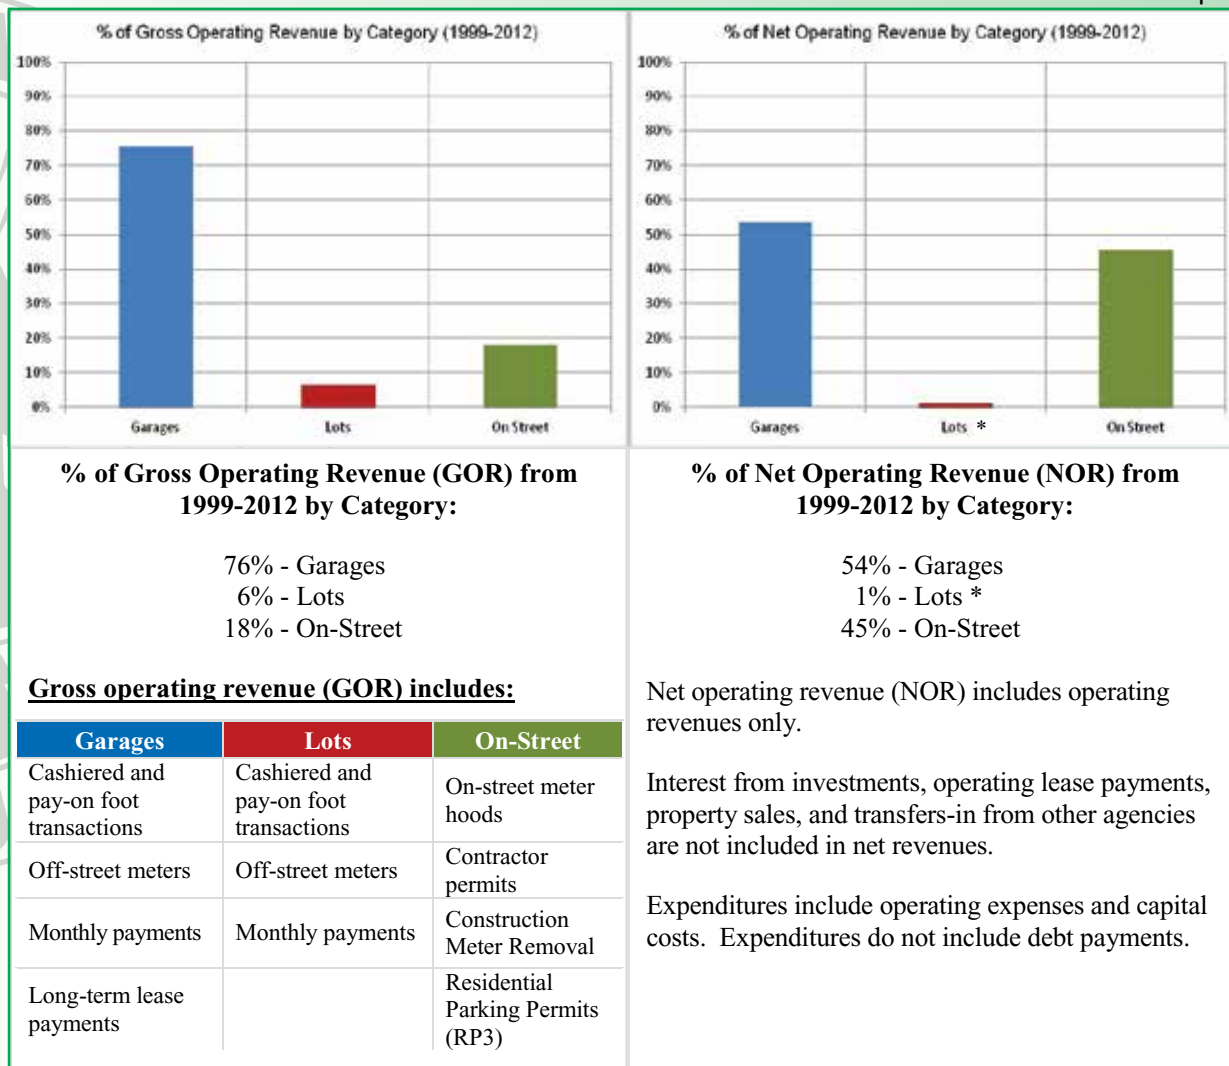 % of Gross Operating Revenue by Category (1999-2012)
100%
90%
80%
70%
60%
50%
40%
30%
20%
10%
0%
Garages
Lots
On Street
% of Net Operating Revenue by Category (1999-2012)
100%
90%
80%
70%
60%
50%
40%
30%
20%
10%
0%
Garages
Lots *
On Street
% of Gross Operating Revenue (GOR) from
1999-2012 by Category:
76% - Garages
6% - Lots
18% - On-Street
Gross operating revenue (GOR) includes:
Garages
Lots
On-Street
Cashiered and
pay-on foot
transactions
Cashiered and
pay-on foot
transactions
On-street meter
hoods
Off-street meters
Off-street meters
Contractor
permits
Monthly payments
Monthly payments
Construction
Meter Removal
Long-term lease
payments
Residential
Parking Permits
(RP3)
% of Net Operating Revenue (NOR) from
1999-2012 by Category:
54% - Garages
1% - Lots *
45% - On-Street
Net operating revenue (NOR) includes operating
revenues only.
Interest from investments, operating lease payments,
property sales, and transfers-in from other agencies
are not included in net revenues.
Expenditures include operating expenses and capital
costs.  Expenditures do not include debt payments.